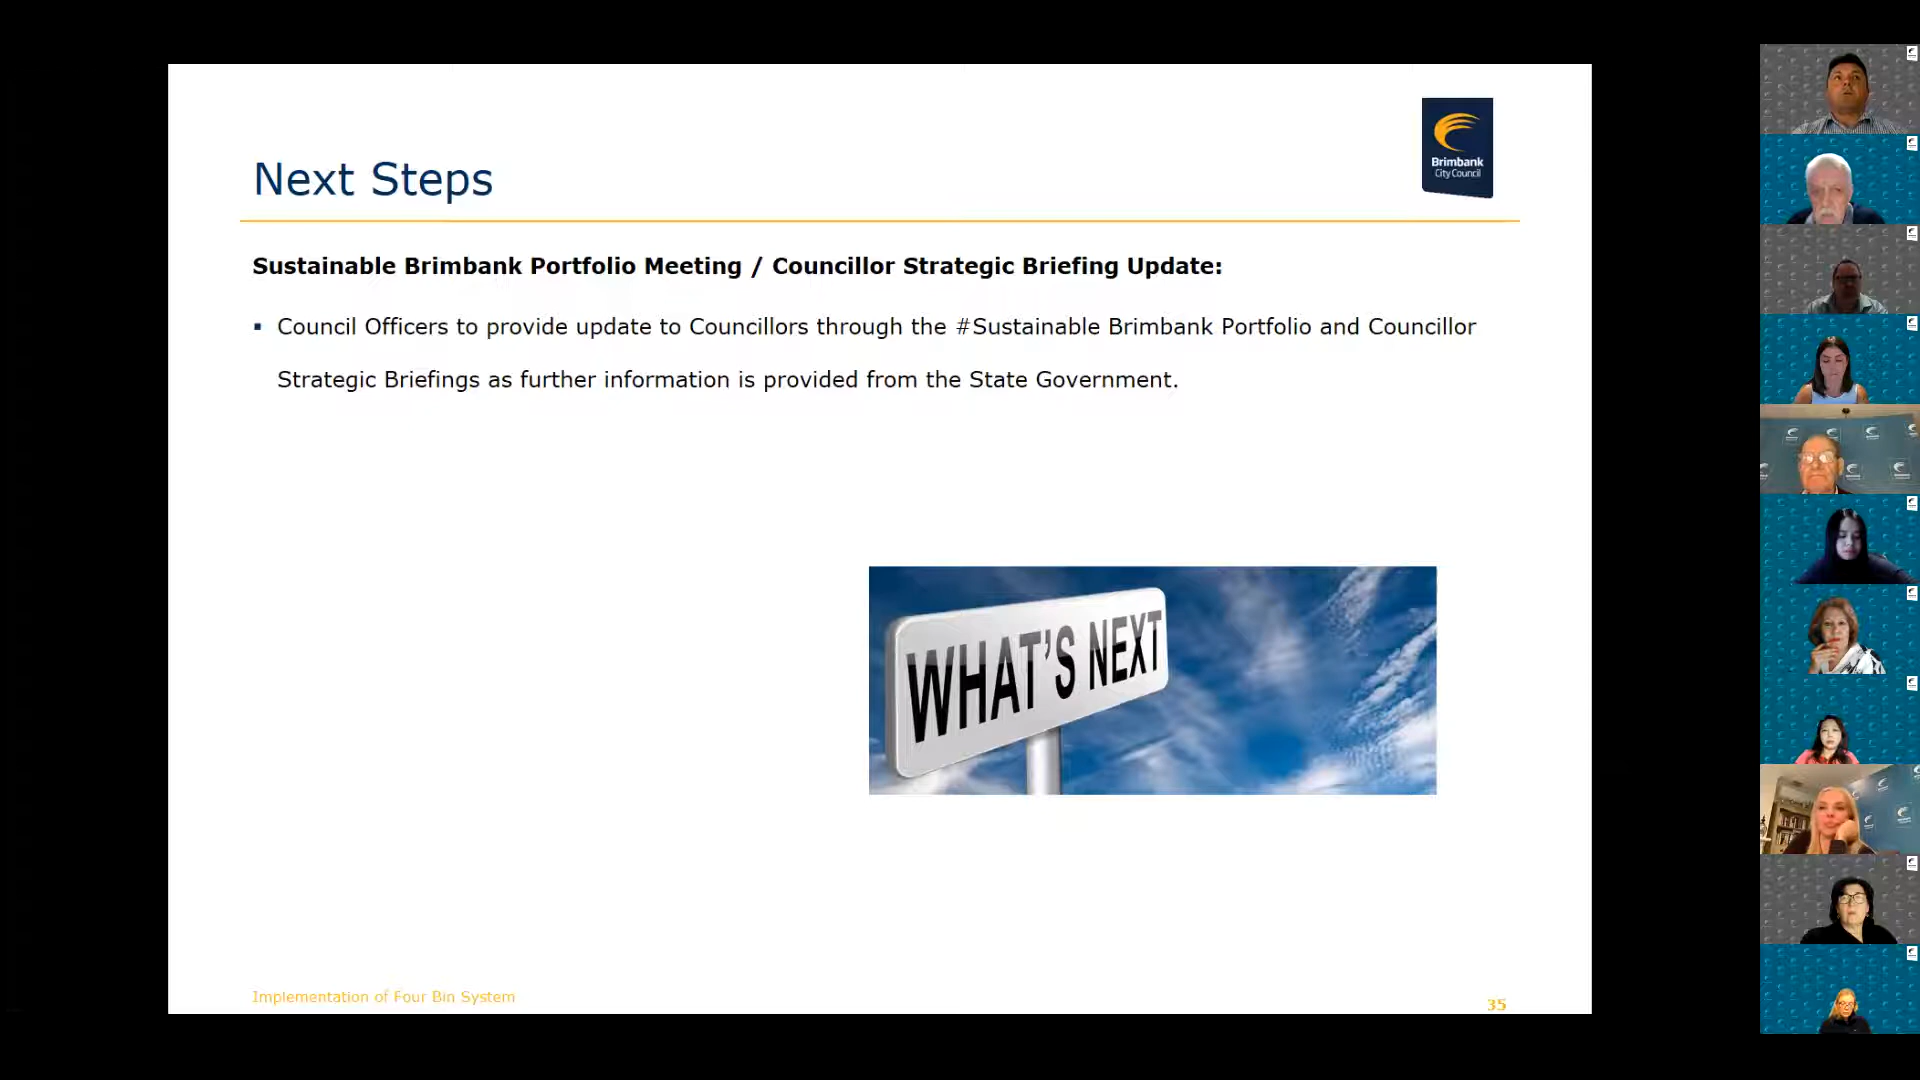 Next Steps
Brimbank
City Council
Sustainable Brimbank Portfolio Meeting / Councillor Strategic Briefing Update:
▪ Council Officers to provide update to Councillors through the #Sustainable Brimbank Portfolio and Councillor
Strategic Briefings as further information is provided from the State Government.
WHAT'S NEXT
Implementation of Four Bin System
35